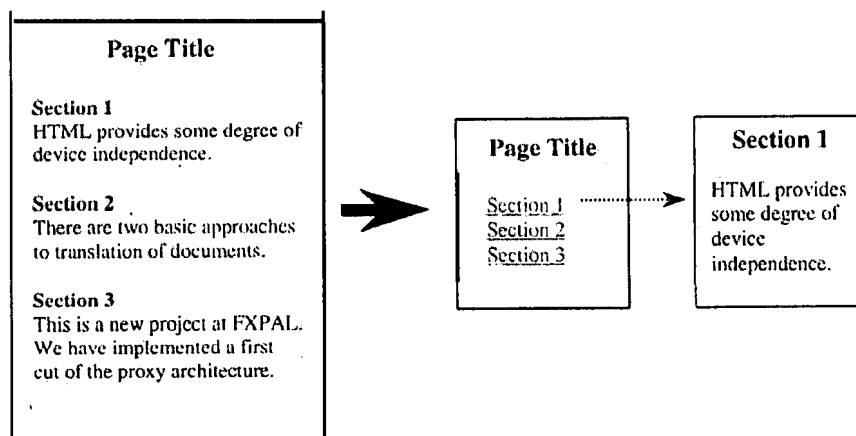 Page Title
Section 1
HTML provides some degree of
device independence.
Section 2
There are two basic approaches
to translation of documents.
Section 3
This is a new project at FXPAL.
We have implemented a first
cut of the proxy architecture.
Page Title
Section 1
Section 2
Section 3
Section 1
HTML provides
some degree of
device
independence.